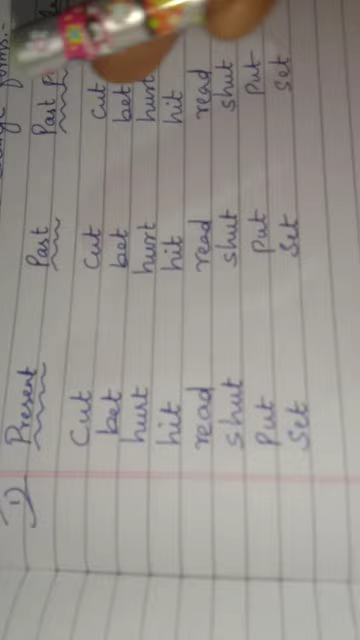 forms:-
1) Present Past Past
Cut Cut Cut
bet bet bet
hurt hurt hurt
hit hit hit
read read read
shut shut shut
Put Put Put
Set Set Set